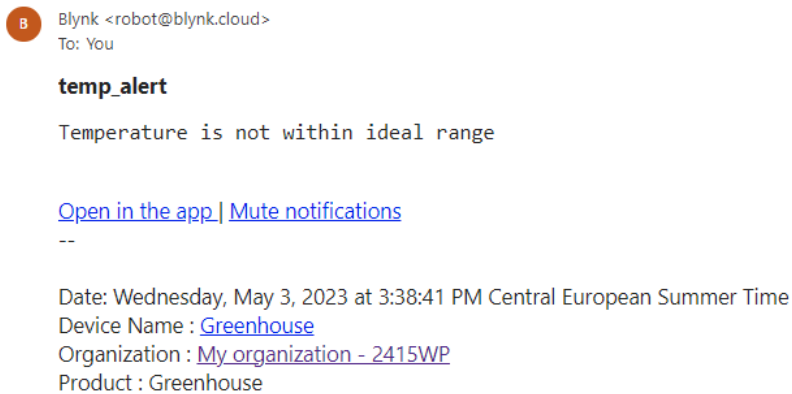 B
Blynk <robot@blynk.cloud>
To: You
temp_alert
Temperature is not within ideal range
Open in the app | Mute notifications
--
Date: Wednesday, May 3, 2023 at 3:38:41 PM Central European Summer Time
Device Name : Greenhouse
Organization : My organization - 2415WP
Product : Greenhouse